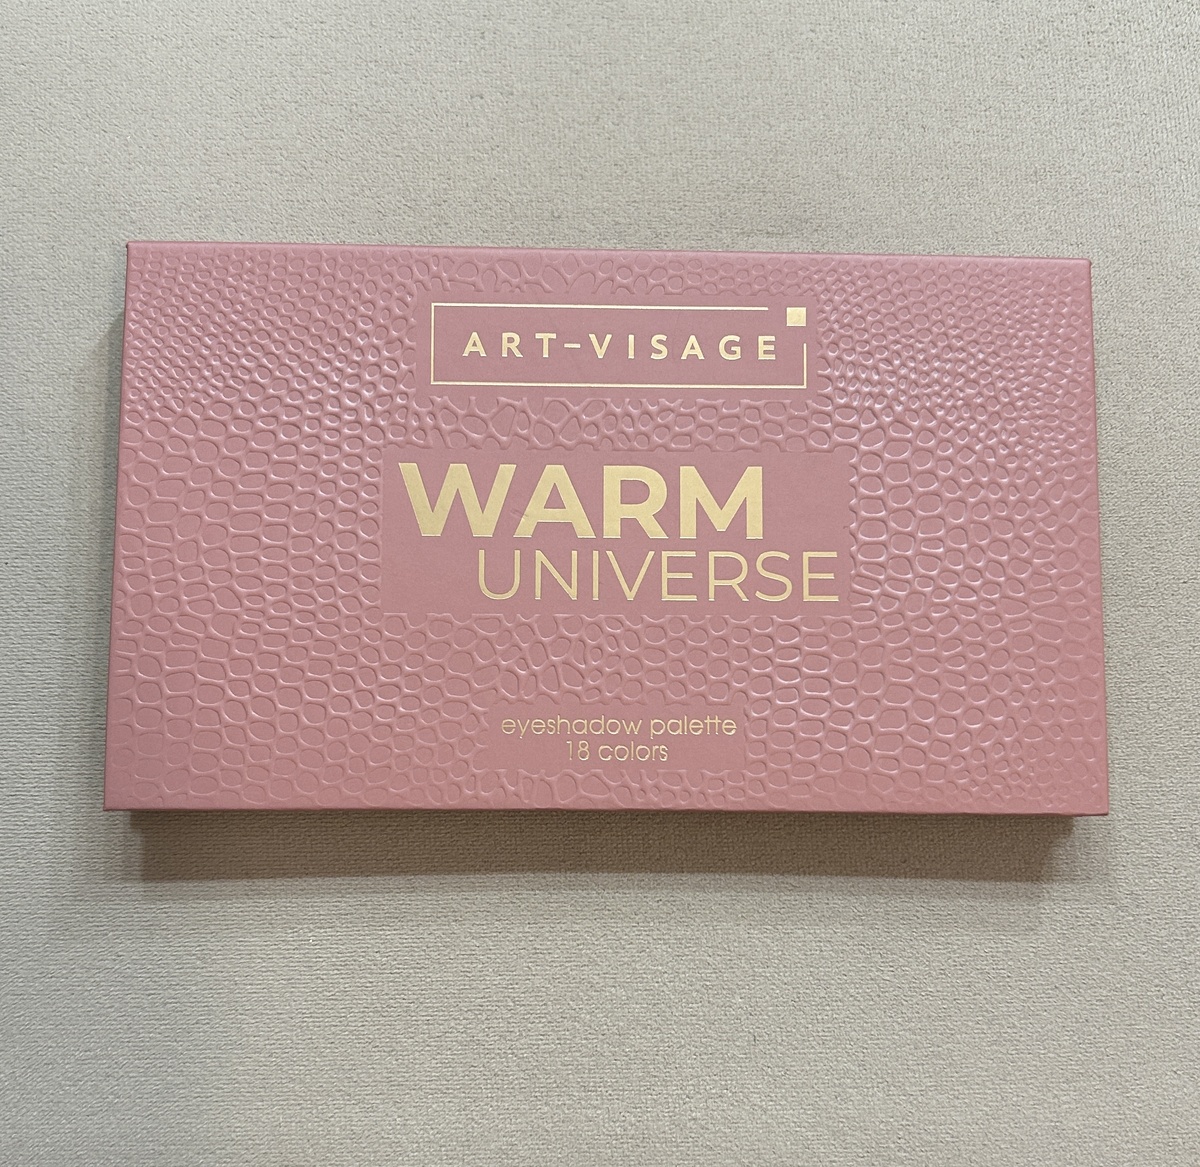 ART-VISAGE
WARM
UNIVERSE
eyeshadow palette
18 colors